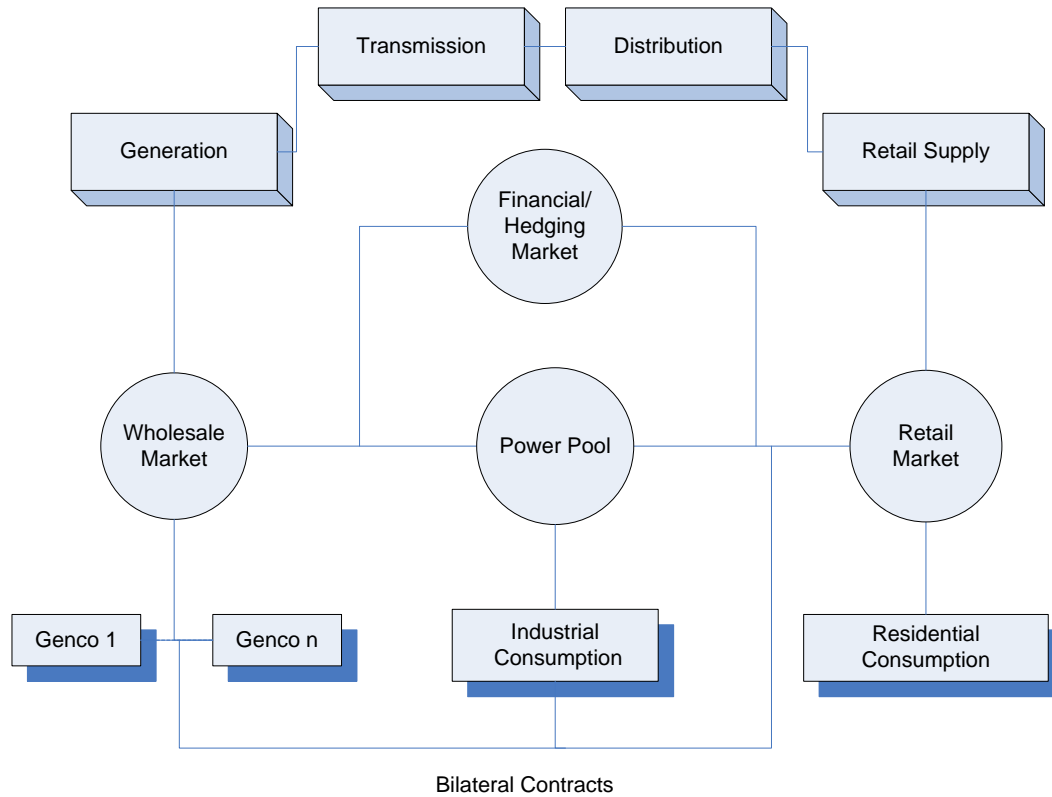 Transmission
Distribution
Generation
Retail Supply
Financial/
Hedging
Market
Wholesale
Market
Power Pool
Retail
Market
Genco 1
Genco n
Industrial
Consumption
Residential
Consumption
Bilateral Contracts